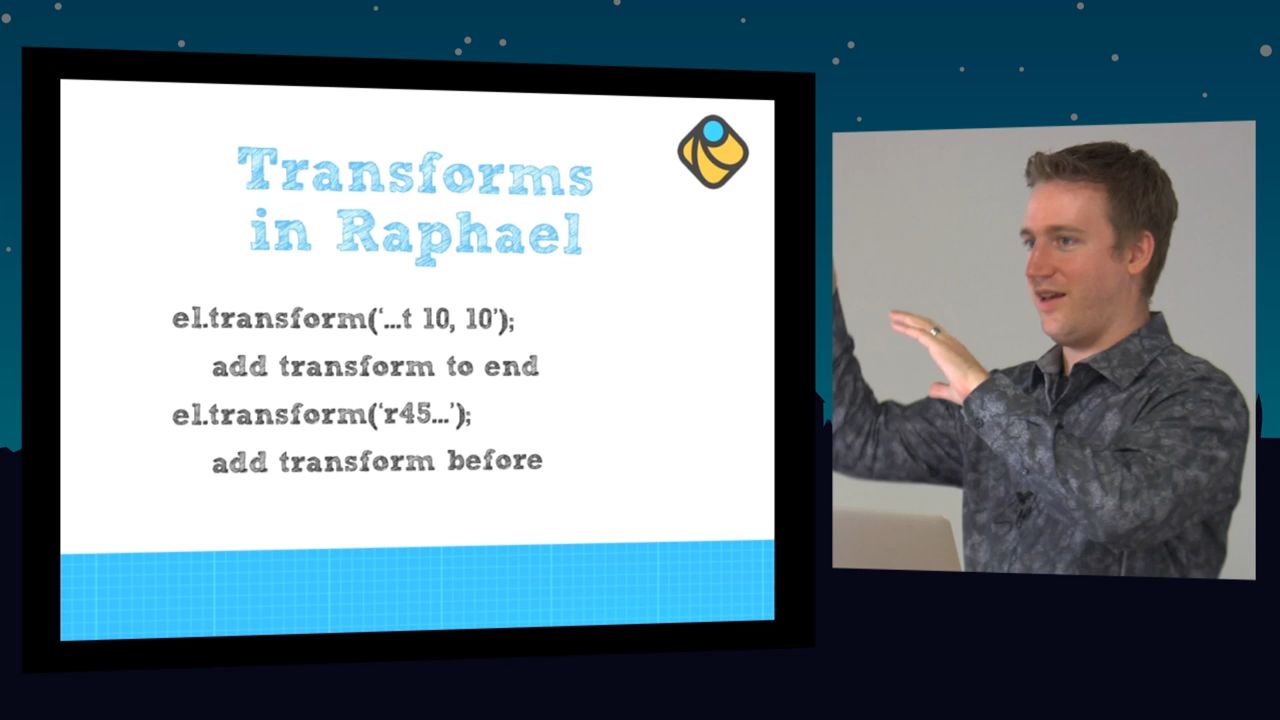 Transforms
in Raphael
el.transform(‘...t 10, 10’);
add transform to end
el.transform(‘r45...’);
add transform before